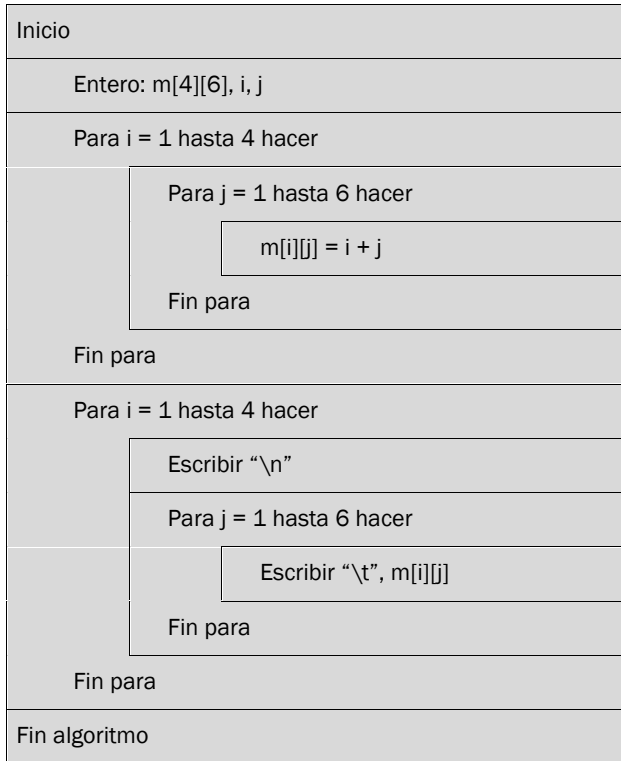 Inicio
Entero: m[4][6], i, j
Para i = 1 hasta 4 hacer
Para j = 1 hasta 6 hacer
m[i][j] = i + j
Fin para
Fin para
Para i = 1 hasta 4 hacer
Escribir “\n”
Para j = 1 hasta 6 hacer
Escribir “\t”, m[i][j]
Fin para
Fin para
Fin algoritmo